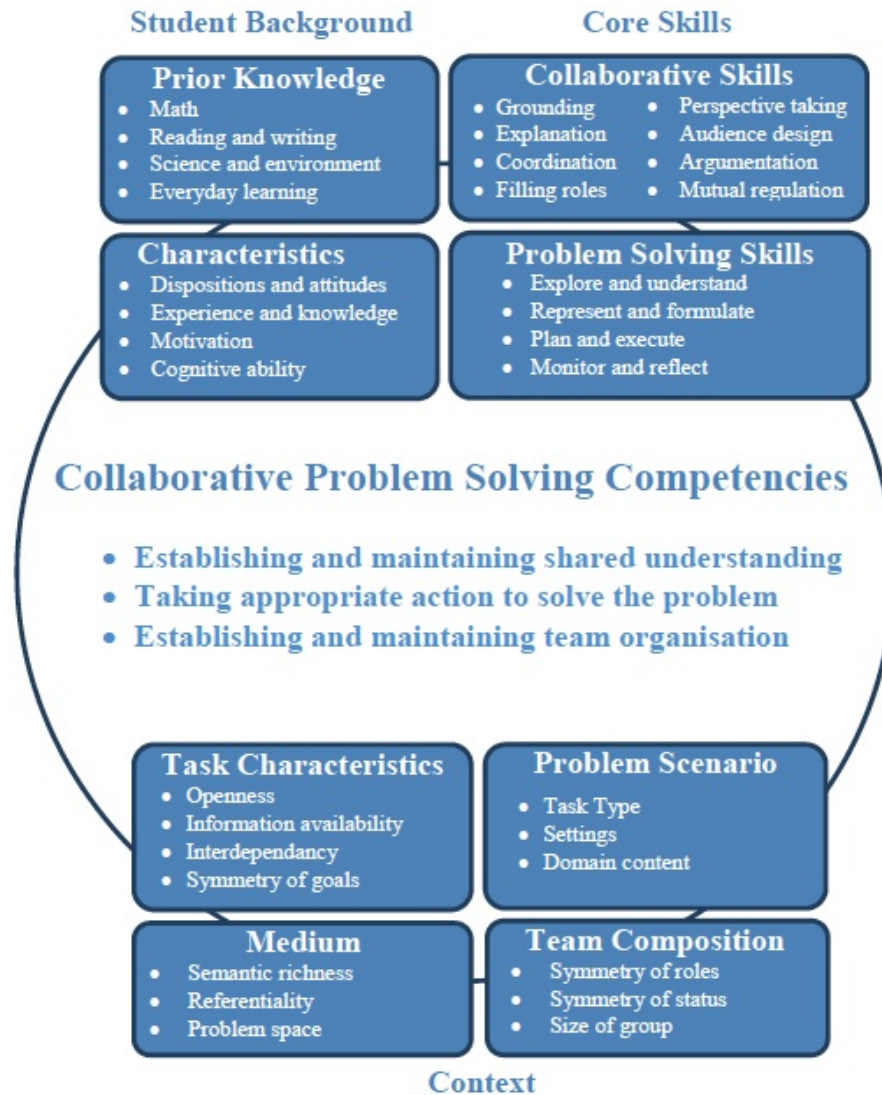 Student Background
Core Skills
Prior Knowledge
• Math
• Reading and writing
• Science and environment
• Everyday learning
Collaborative Skills
• Grounding
• Explanation
• Coordination
• Filling roles
• Perspective taking
• Audience design
• Argumentation
• Mutual regulation
Characteristics
• Dispositions and attitudes
• Experience and knowledge
• Motivation
• Cognitive ability
Problem Solving Skills
• Explore and understand
• Represent and formulate
• Plan and execute
• Monitor and reflect
Collaborative Problem Solving Competencies
• Establishing and maintaining shared understanding
• Taking appropriate action to solve the problem
• Establishing and maintaining team organisation
Task Characteristics
• Openness
• Information availability
• Interdependancy
• Symmetry of goals
Problem Scenario
• Task Type
• Settings
• Domain content
Medium
• Semantic richness
• Referentiality
• Problem space
Team Composition
• Symmetry of roles
• Symmetry of status
• Size of group
Context